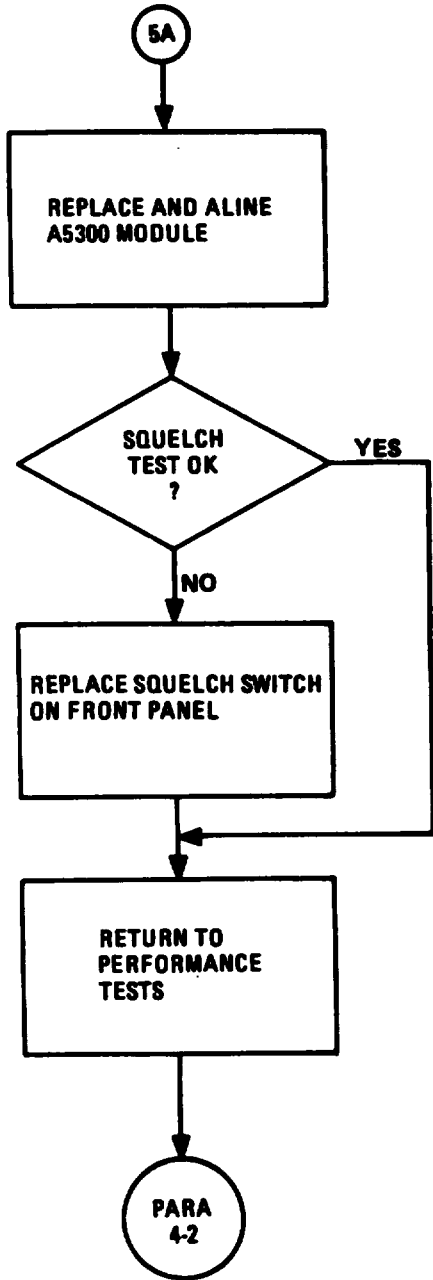 5A
REPLACE AND ALINE
A5300 MODULE
SQUELCH
TEST OK
?
YES
NO
REPLACE SQUELCH SWITCH
ON FRONT PANEL
RETURN TO
PERFORMANCE
TESTS
PARA
4-2